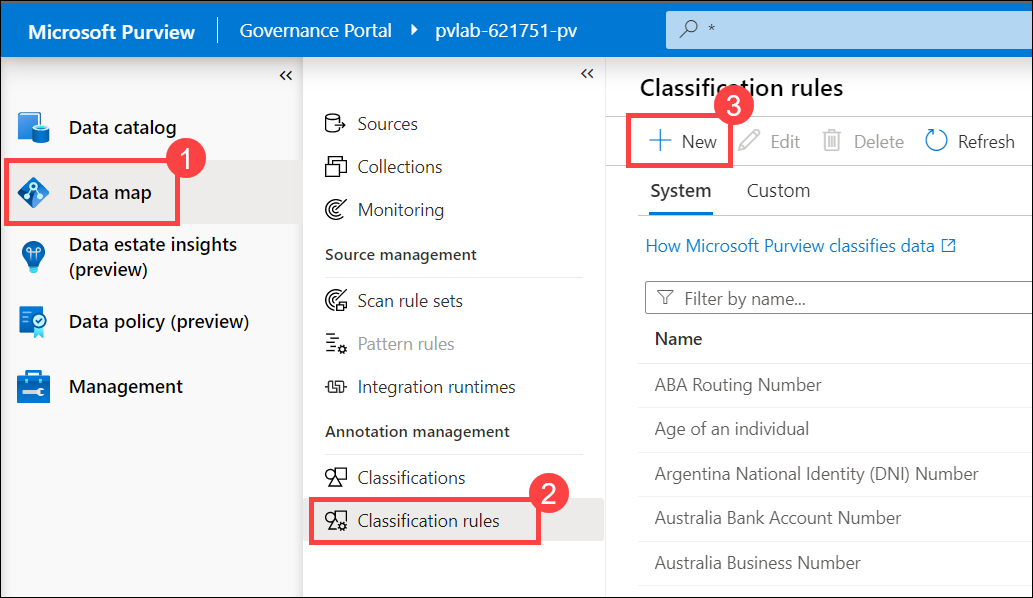 Microsoft Purview
Governance Portal
pvlab-621751-pv
*
Data catalog
1
Data map
Data estate insights
(preview)
Data policy (preview)
Management
Sources
Collections
Monitoring
Source management
Scan rule sets
Pattern rules
Integration runtimes
Annotation management
Classifications
2
Classification rules
Classification rules
3
New Edit Delete Refresh
System Custom
How Microsoft Purview classifies data
Filter by name...
Name
ABA Routing Number
Age of an individual
Argentina National Identity (DNI) Number
Australia Bank Account Number
Australia Business Number